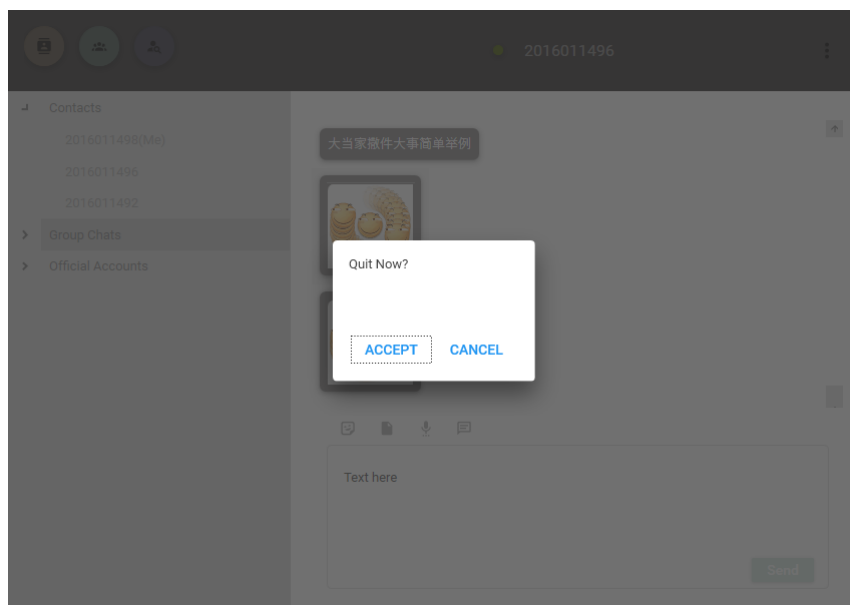 2016011496
Contacts
2016011498(Me)
2016011496
2016011492
Group Chats
Official Accounts
大当家撒件大事简单举例
Quit Now?
ACCEPT
CANCEL
Text here
Send